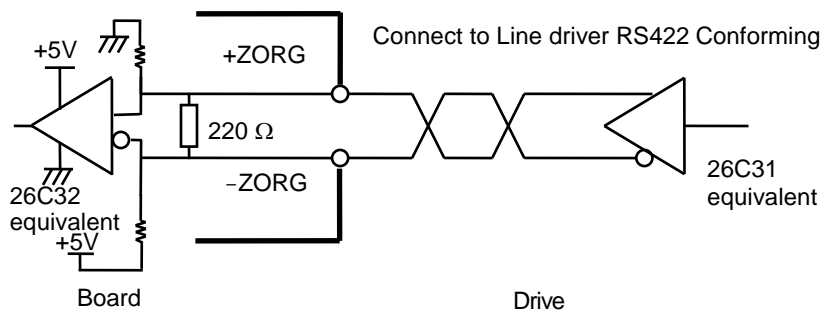 Connect to Line driver RS422 Conforming
+5V
+ZORG
220 Ω
−ZORG
26C32
equivalent
+5V
26C31
equivalent
Board
Drive